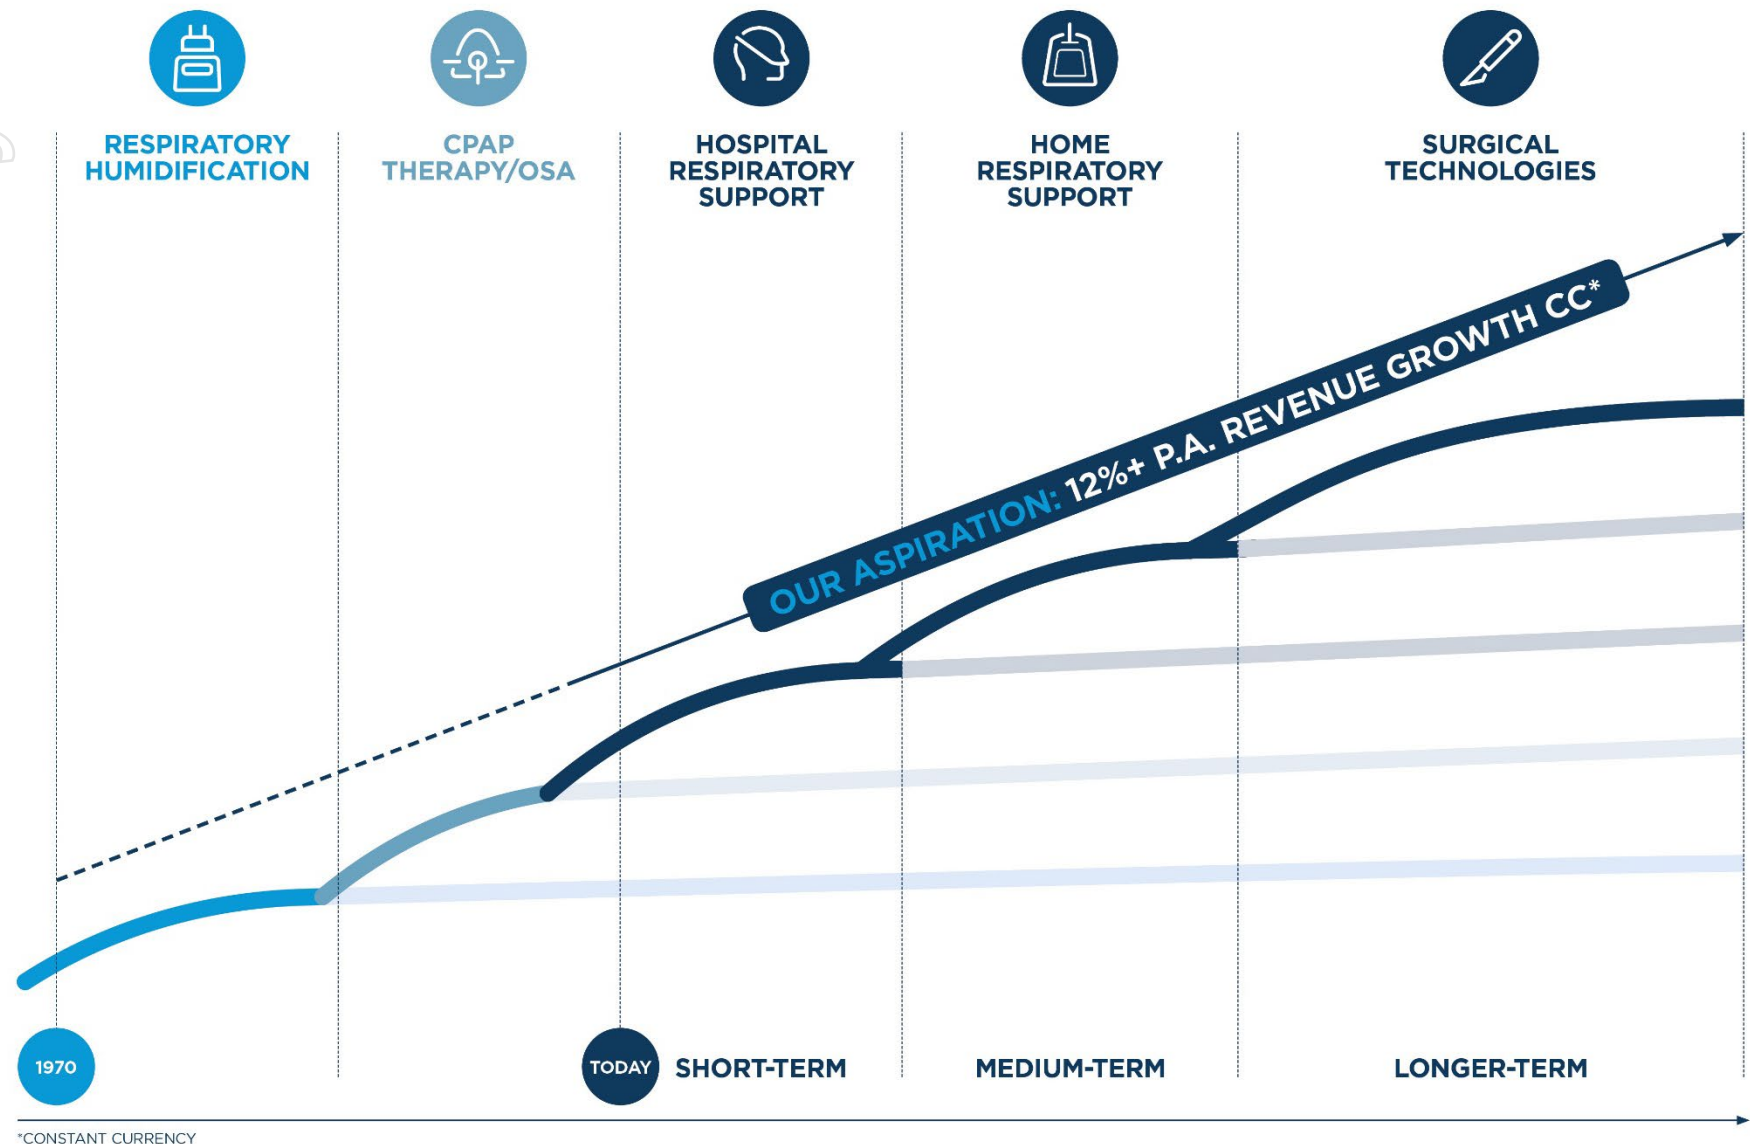 RESPIRATORY
HUMIDIFICATION
CPAP
THERAPY/OSA
HOSPITAL
RESPIRATORY
SUPPORT
HOME
RESPIRATORY
SUPPORT
SURGICAL
TECHNOLOGIES
OUR ASPIRATION: 12%+ P.A. REVENUE GROWTH CC*
1970
TODAY
SHORT-TERM
MEDIUM-TERM
LONGER-TERM
*CONSTANT CURRENCY